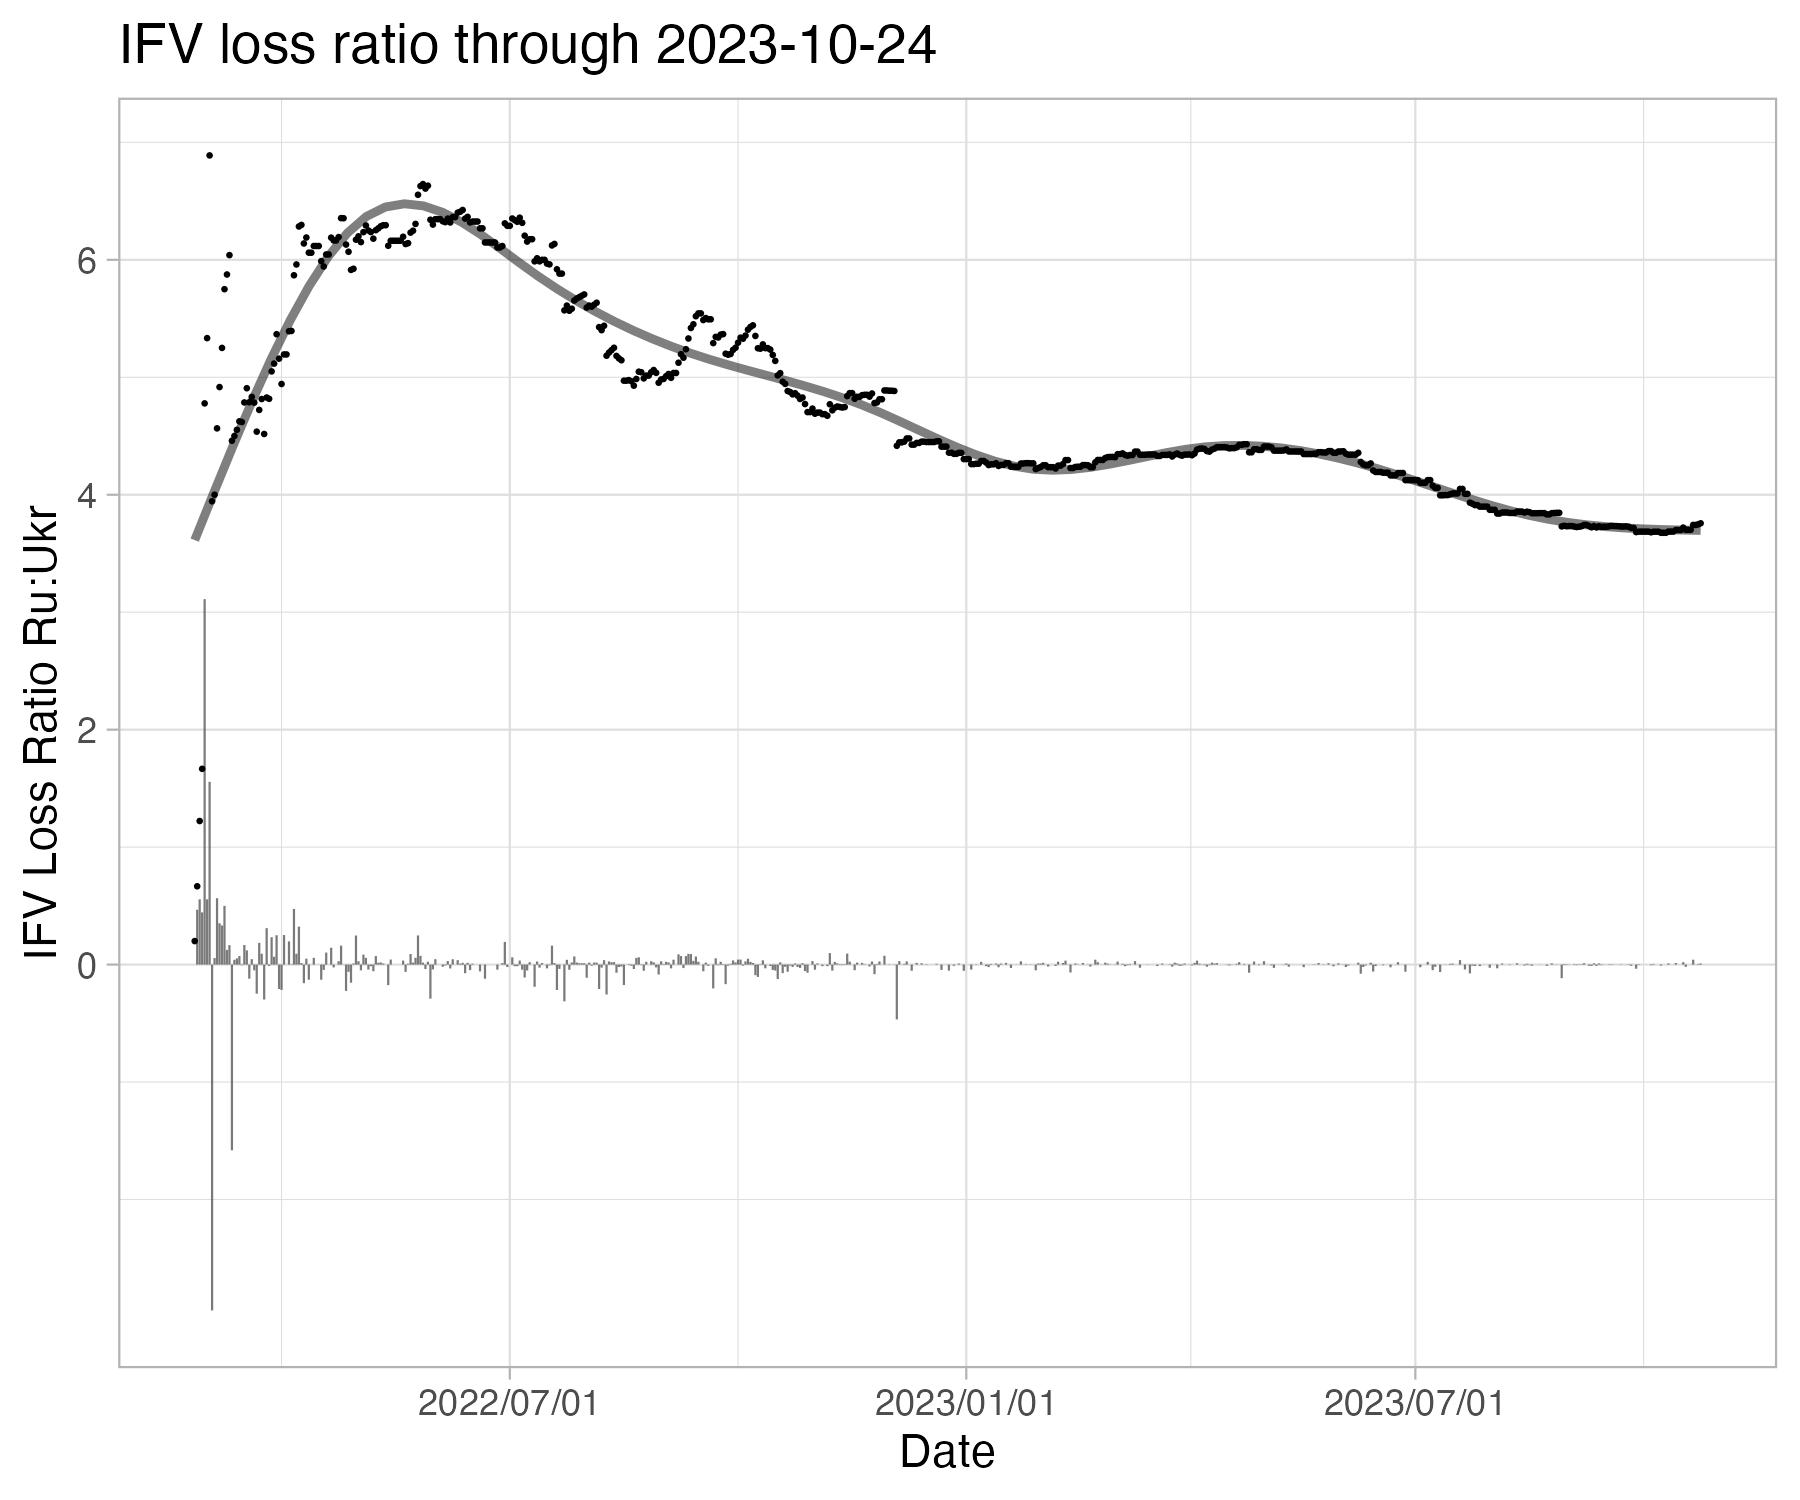 IFV loss ratio through 2023-10-24
IFV Loss Ratio Ru:Ukr
6
4
2
0
2022/07/01 2023/01/01 2023/07/01
Date